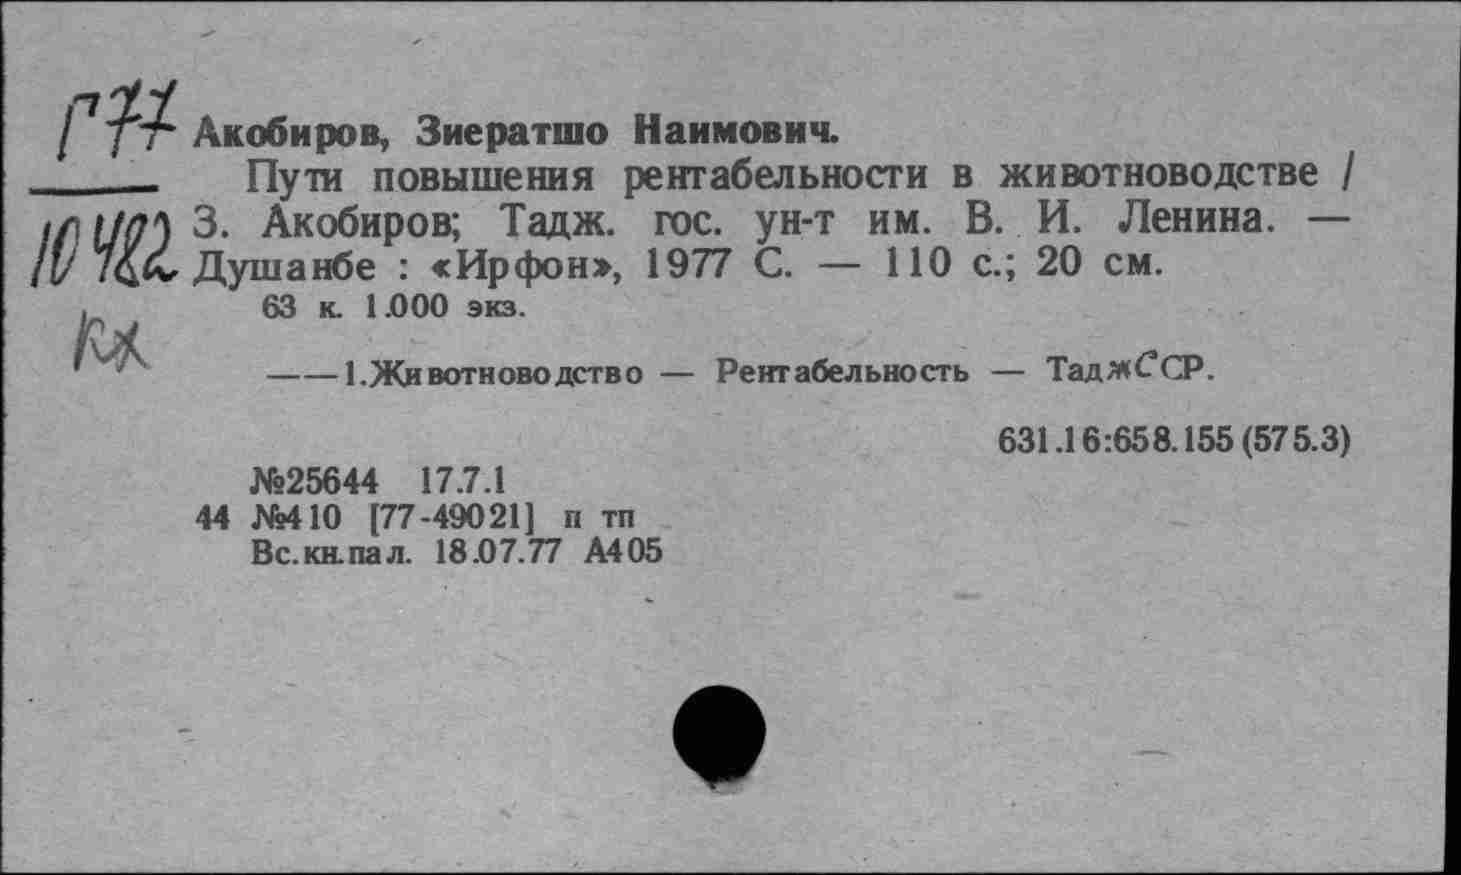 Г77
Акобиров, Зиератшо Наимович.
Пути повышения рентабельности в животноводстве /
10482
З. Акобиров; Тадж. гос. ун-т им. В. И. Ленина. —
Душанбе : «Ирфон», 1977 С. — 110 с.; 20 см.
63 к. 1.000 экз.
Кх
— — 1.Животноводство — Рентабельность — ТаджССР.
631.16:658.155 (575.3)
№25644 17.7.1
44 №410 [77-49021] п тп
Вс.кн.пал. 18.07.77 А405